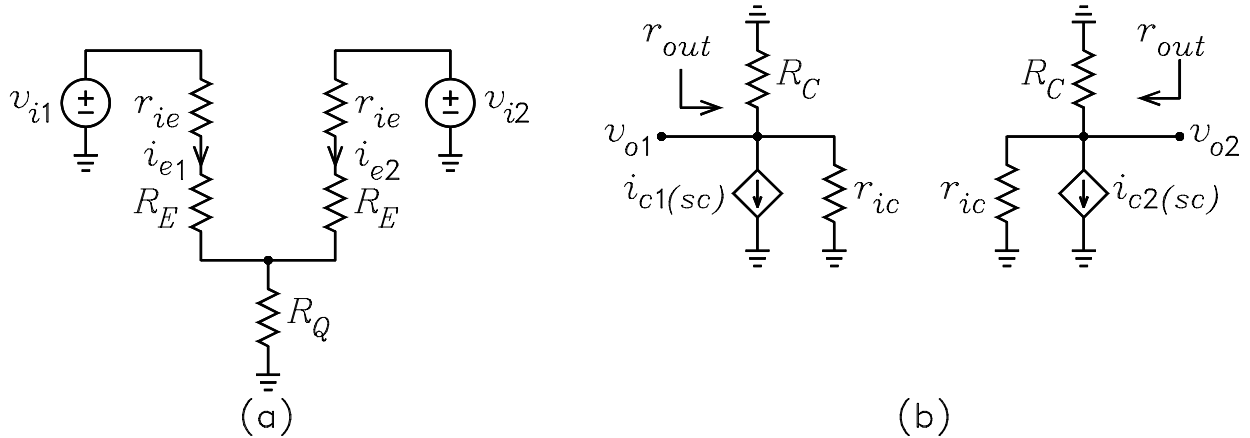 r_out R_C R_C r_out
v_i1 r_ie r_ie v_i2
v_o1 v_o2
i_e1 i_e2
i_c1(sc) r_ic r_ic i_c2(sc)
R_E R_E
R_Q
(a) (b)